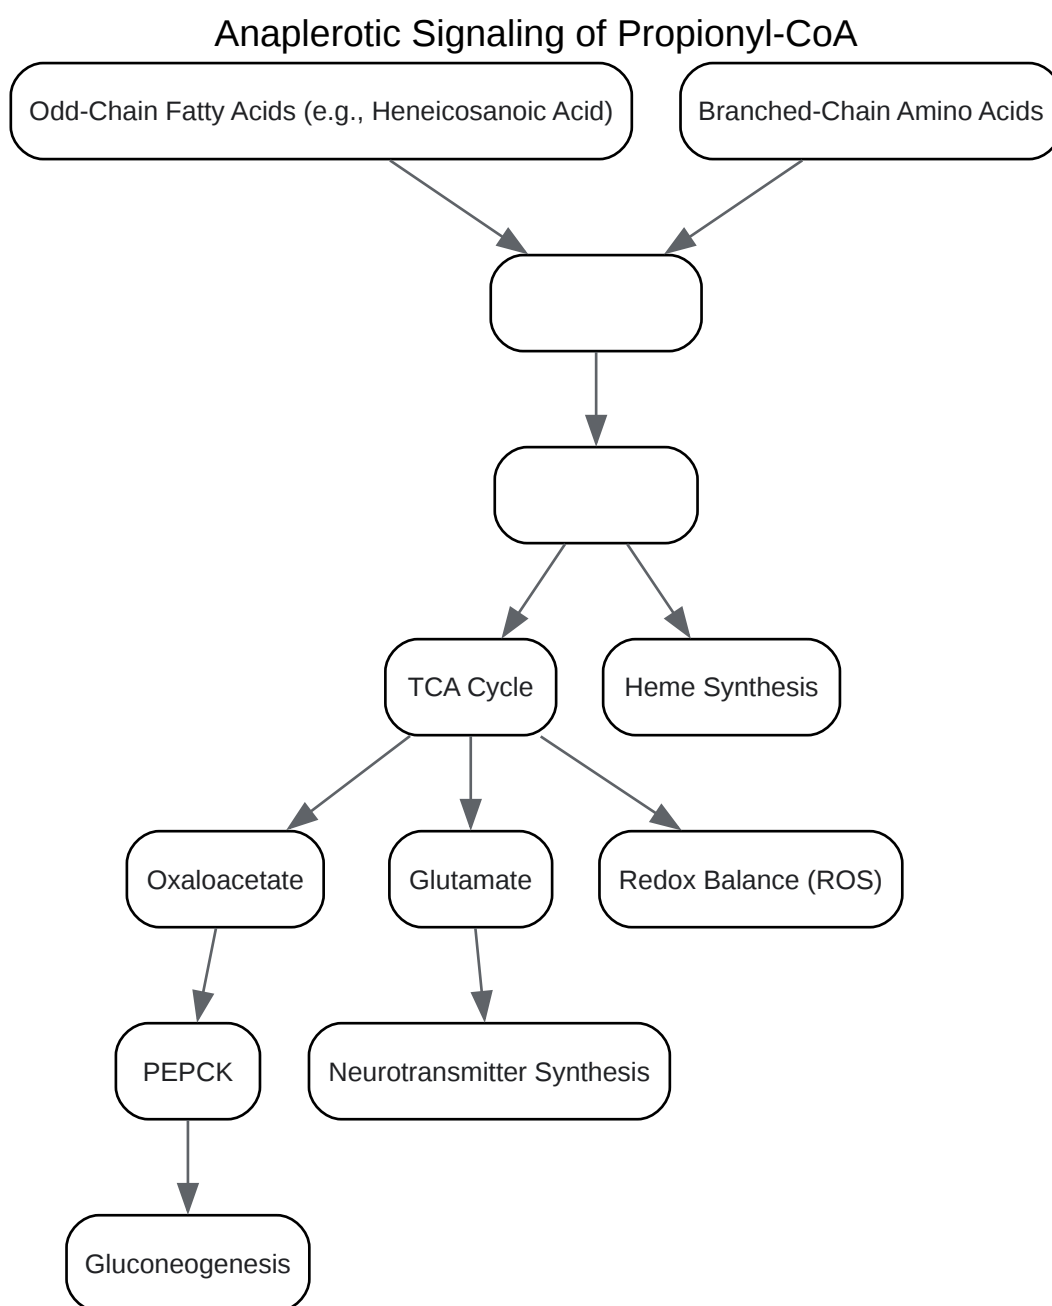 Anaplerotic Signaling of Propionyl-CoA
Odd-Chain Fatty Acids (e.g., Heneicosanoic Acid)
Branched-Chain Amino Acids
TCA Cycle
Heme Synthesis
Oxaloacetate
Glutamate
Redox Balance (ROS)
PEPCK
Neurotransmitter Synthesis
Gluconeogenesis